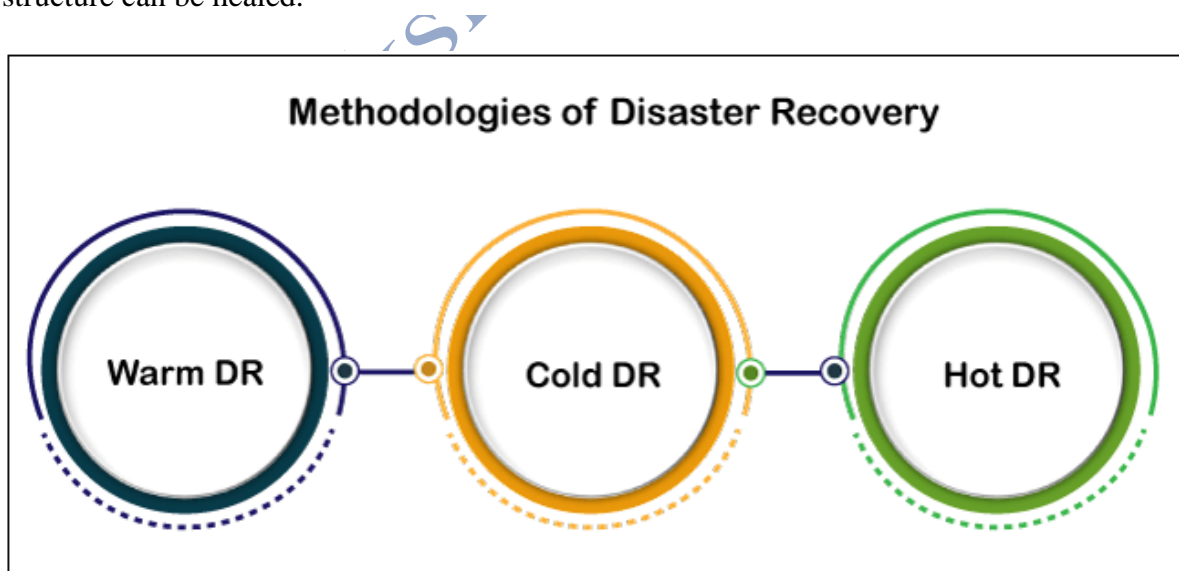 structure can be healed.
Methodologies of Disaster Recovery
Warm DR
Cold DR
Hot DR